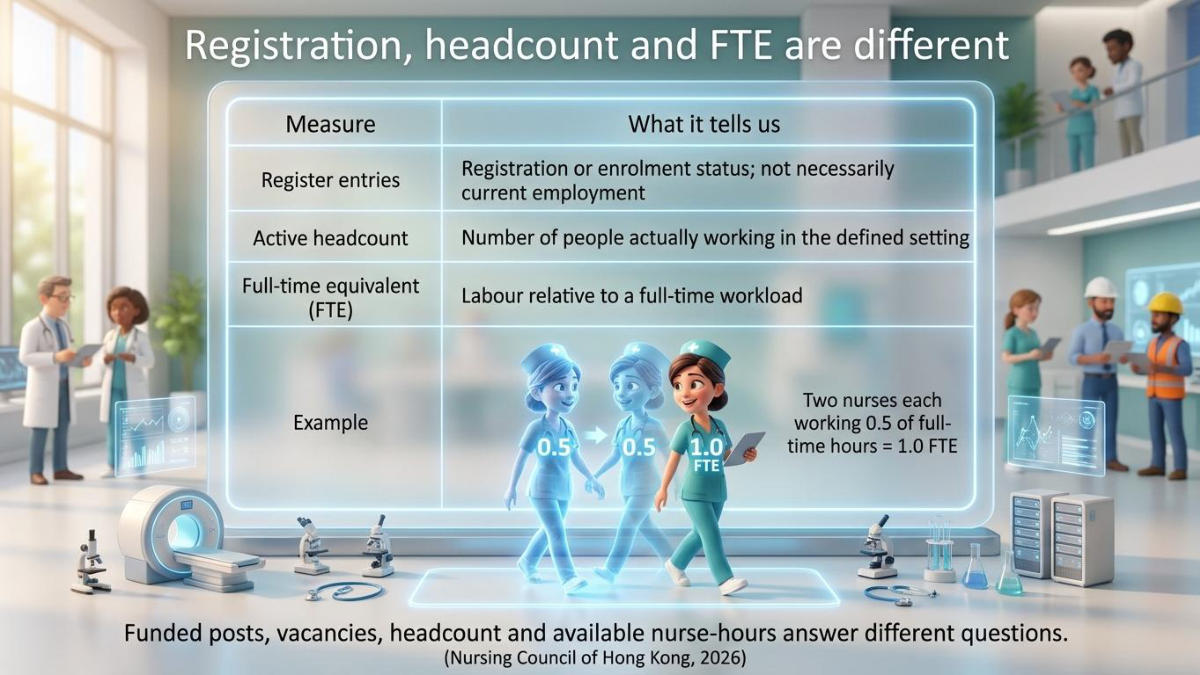 Registration, headcount and FTE are different
Measure
What it tells us
Register entries
Registration or enrolment status; not necessarily
current employment
Active headcount
Number of people actually working in the defined setting
Full-time equivalent
(FTE)
Labour relative to a full-time workload
Example
0.5
0.5
1.0
FTE
Two nurses each
working 0.5 of full-
time hours = 1.0 FTE
Funded posts, vacancies, headcount and available nurse-hours answer different questions.
(Nursing Council of Hong Kong, 2026)